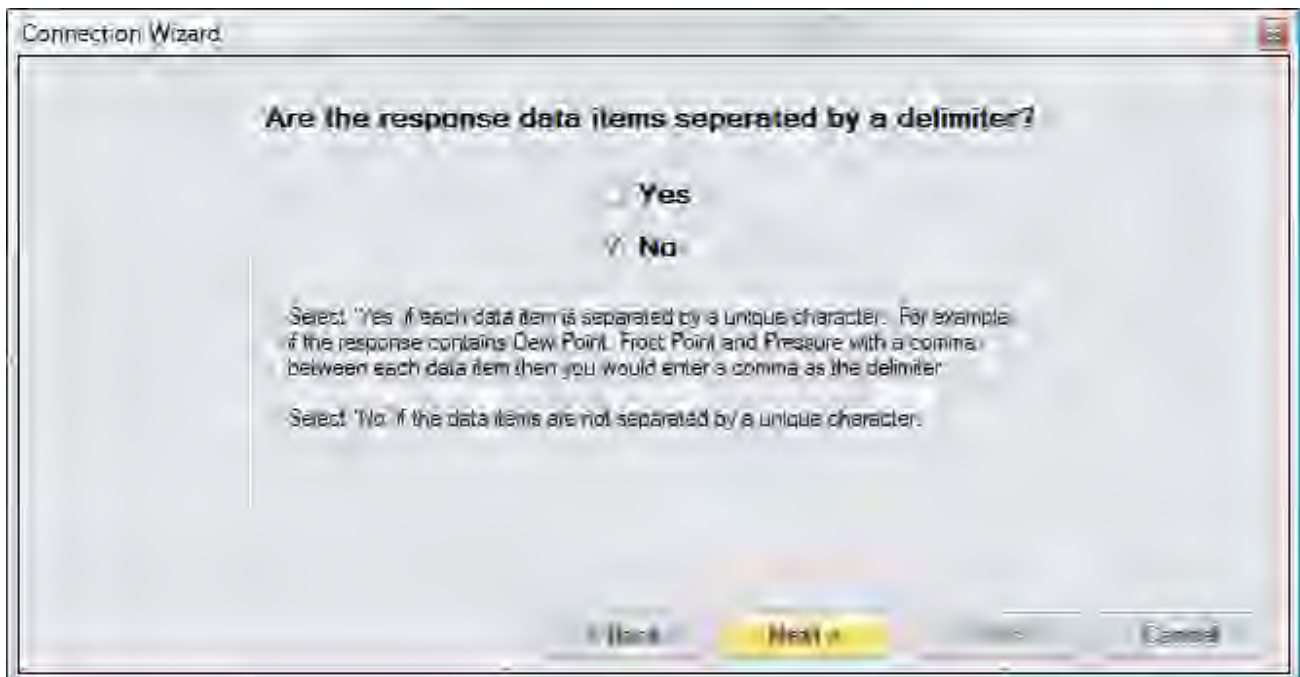 Connection Wizard
Are the response data items seperated by a delimiter?
Yes
No
Select "Yes" if each data item is separated by a unique character. For example
if the response contains Dew Point, Frost Point and Pressure with a comma
between each data item then you would enter a comma as the delimiter
Select "No" if the data items are not separated by a unique character.
< Back
Next >
Cancel